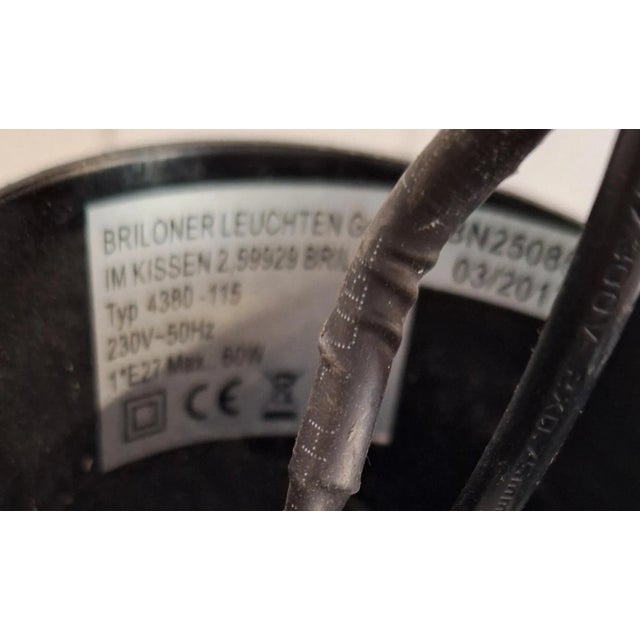 BRILONER LEUCHTEN G
IM KISSEN 2, 59929 BRIL
Typ 4380-115
230V~50Hz
1*E27 Max.: 60W
CE
BN2508
03/201